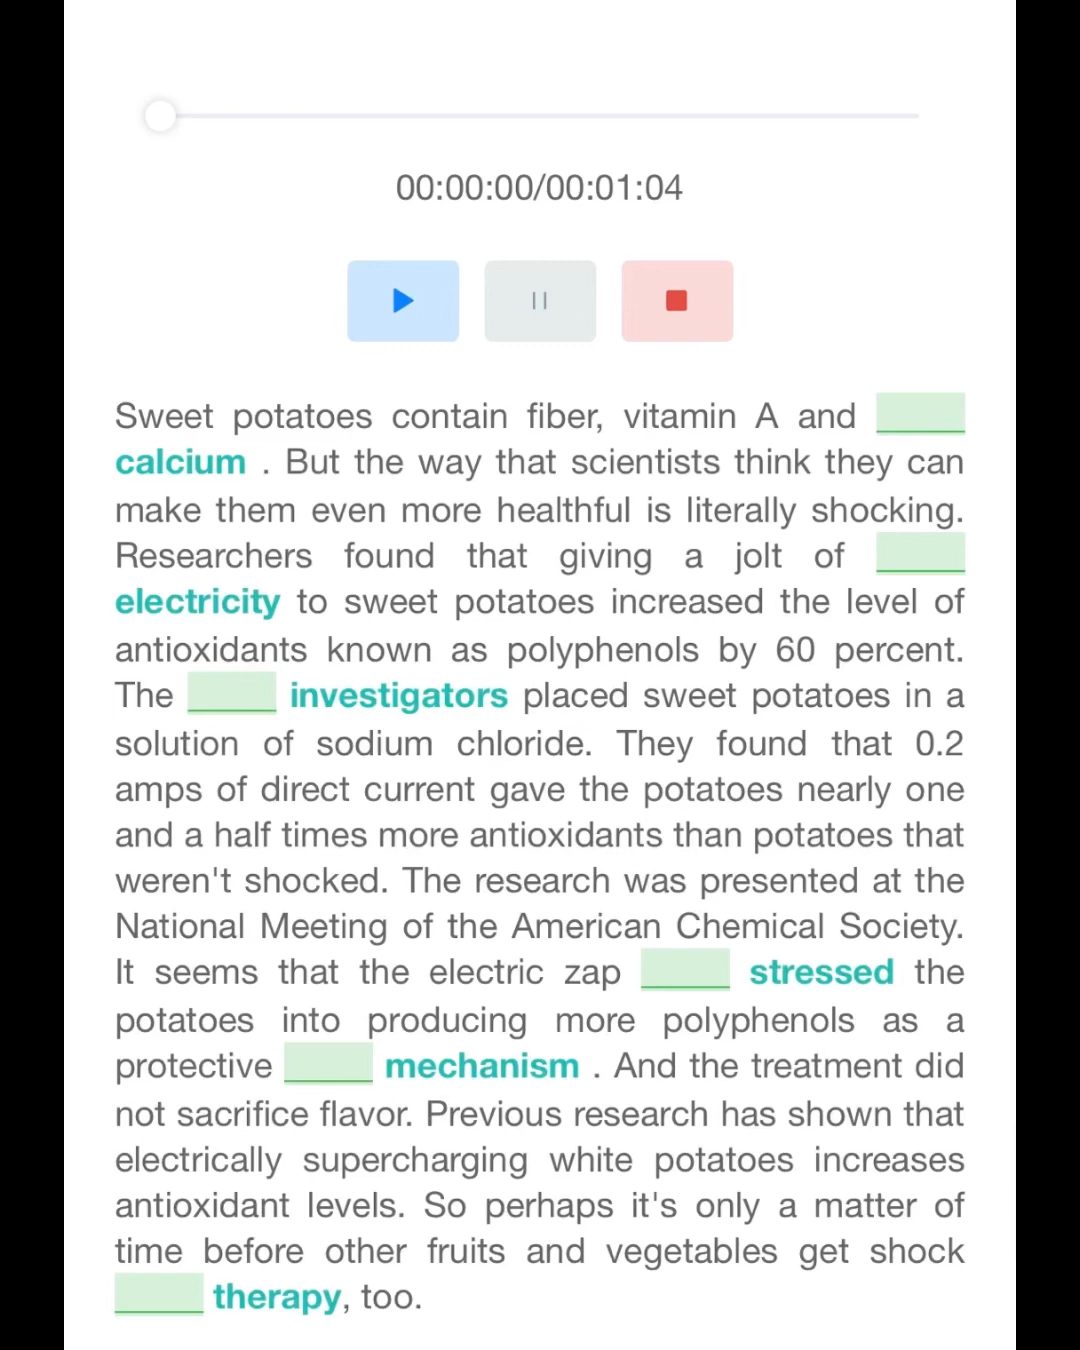 00:00:00/00:01:04
Sweet potatoes contain fiber, vitamin A and
calcium . But the way that scientists think they can
make them even more healthful is literally shocking.
Researchers found that giving a jolt of
electricity to sweet potatoes increased the level of
antioxidants known as polyphenols by 60 percent.
The investigators placed sweet potatoes in a
solution of sodium chloride. They found that 0.2
amps of direct current gave the potatoes nearly one
and a half times more antioxidants than potatoes that
weren't shocked. The research was presented at the
National Meeting of the American Chemical Society.
It seems that the electric zap stressed the
potatoes into producing more polyphenols as a
protective mechanism . And the treatment did
not sacrifice flavor. Previous research has shown that
electrically supercharging white potatoes increases
antioxidant levels. So perhaps it's only a matter of
time before other fruits and vegetables get shock
therapy, too.